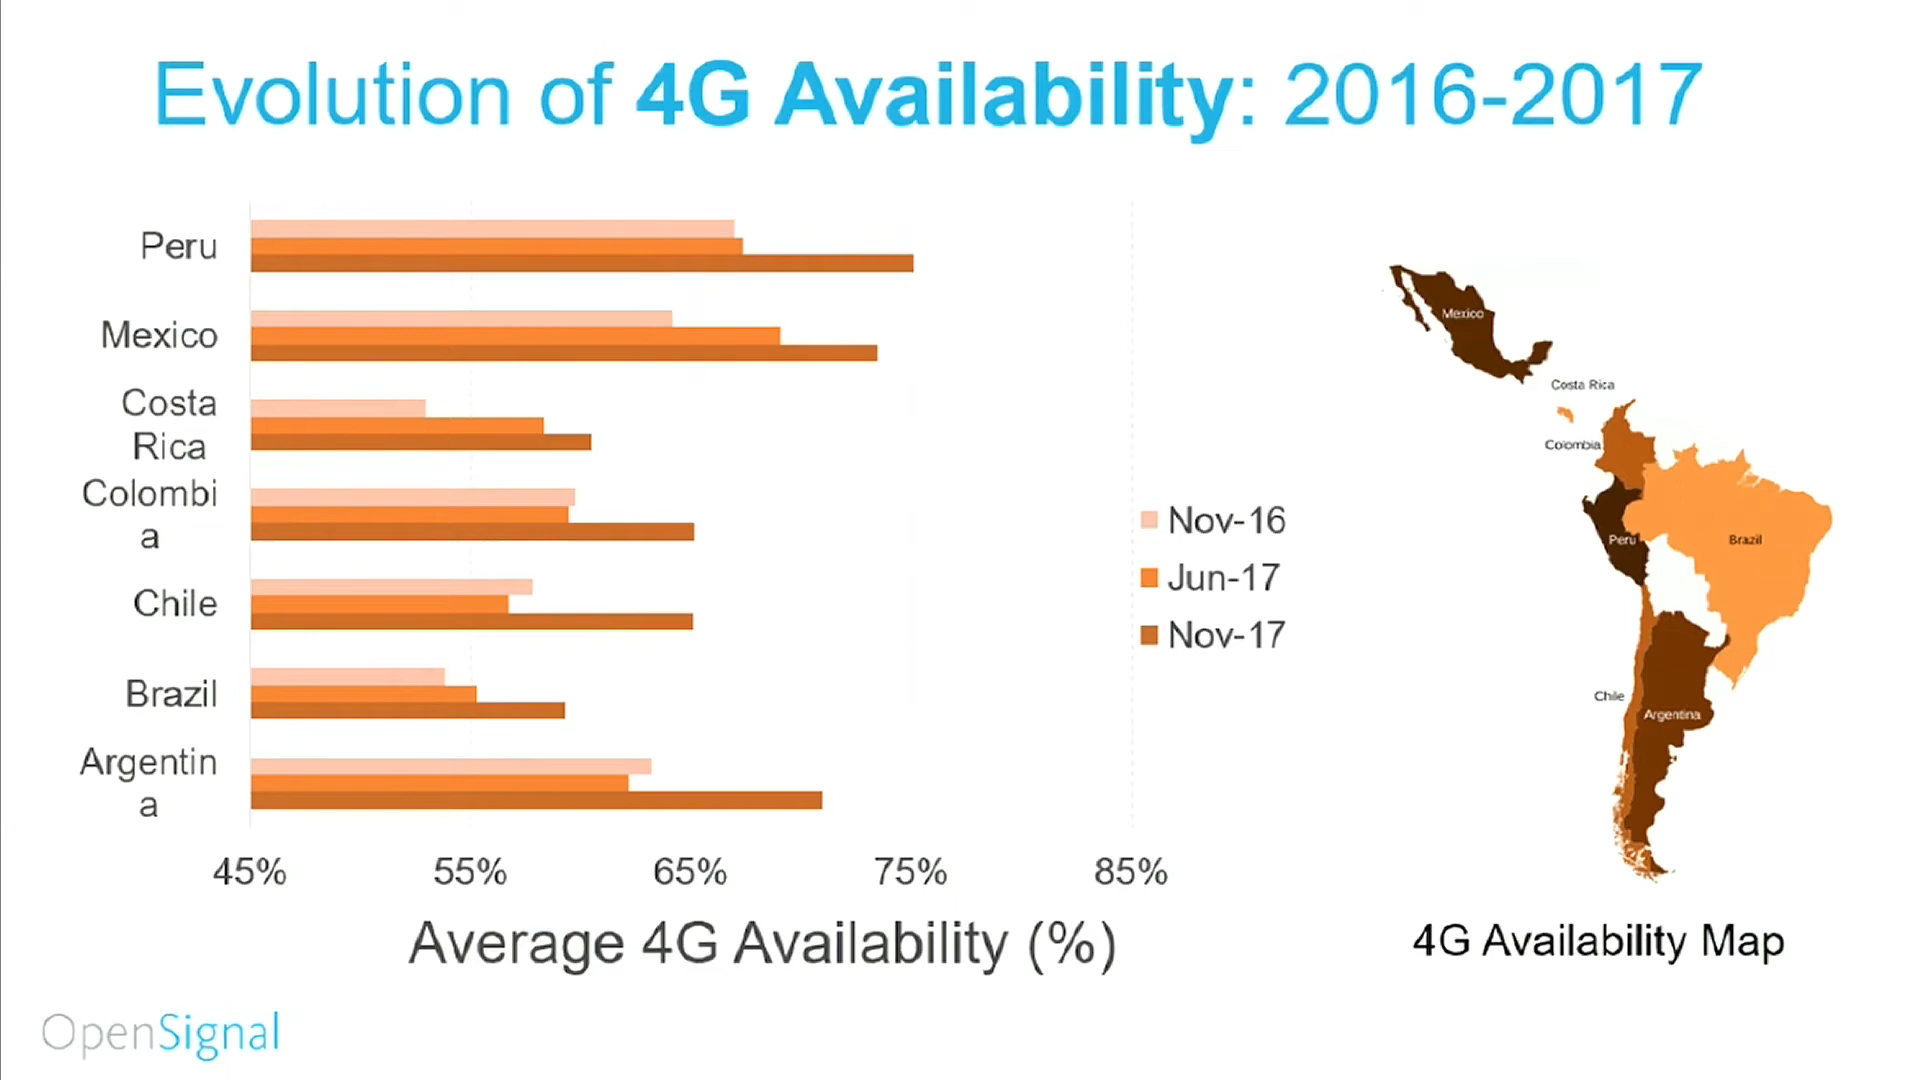 Evolution of 4G Availability: 2016-2017
Peru
Mexico
Costa
Rica
Colombi
a
Chile
Brazil
Argentin
a
45%
55%
65%
75%
85%
Average 4G Availability (%)
Nov-16
Jun-17
Nov-17
Mexico
Costa Rica
Colombia
Peru
Brazil
Chile
Argentina
4G Availability Map
OpenSignal